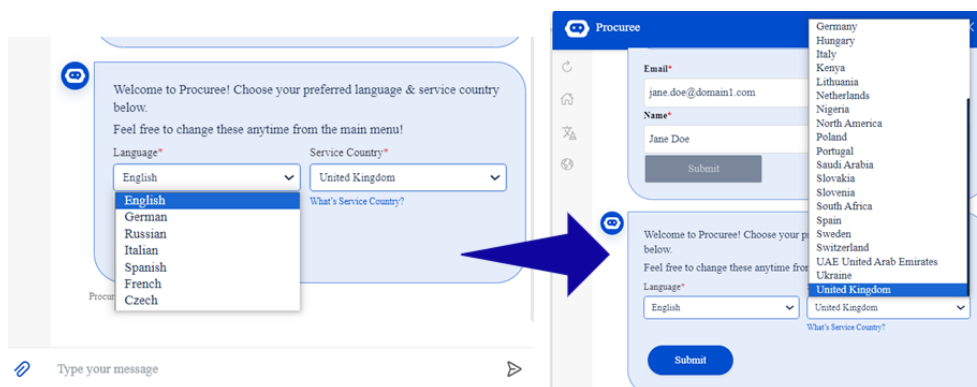 Welcome to Procuree! Choose your preferred language & service country
below.
Feel free to change these anytime from the main menu!
Language*
Service Country*
English
United Kingdom
What's Service Country?
English
German
Russian
Italian
Spanish
French
Czech
Procur
Type your message
Procuree
Email*
jane.doe@domain1.com
Name*
Jane Doe
Submit
Germany
Hungary
Italy
Kenya
Lithuania
Netherlands
Nigeria
North America
Poland
Portugal
Saudi Arabia
Slovakia
Slovenia
South Africa
Spain
Sweden
Switzerland
UAE United Arab Emirates
Ukraine
United Kingdom
Welcome to Procuree! Choose your p
below.
Feel free to change these anytime fro
Language*
English
United Kingdom
What's Service Country?
Submit